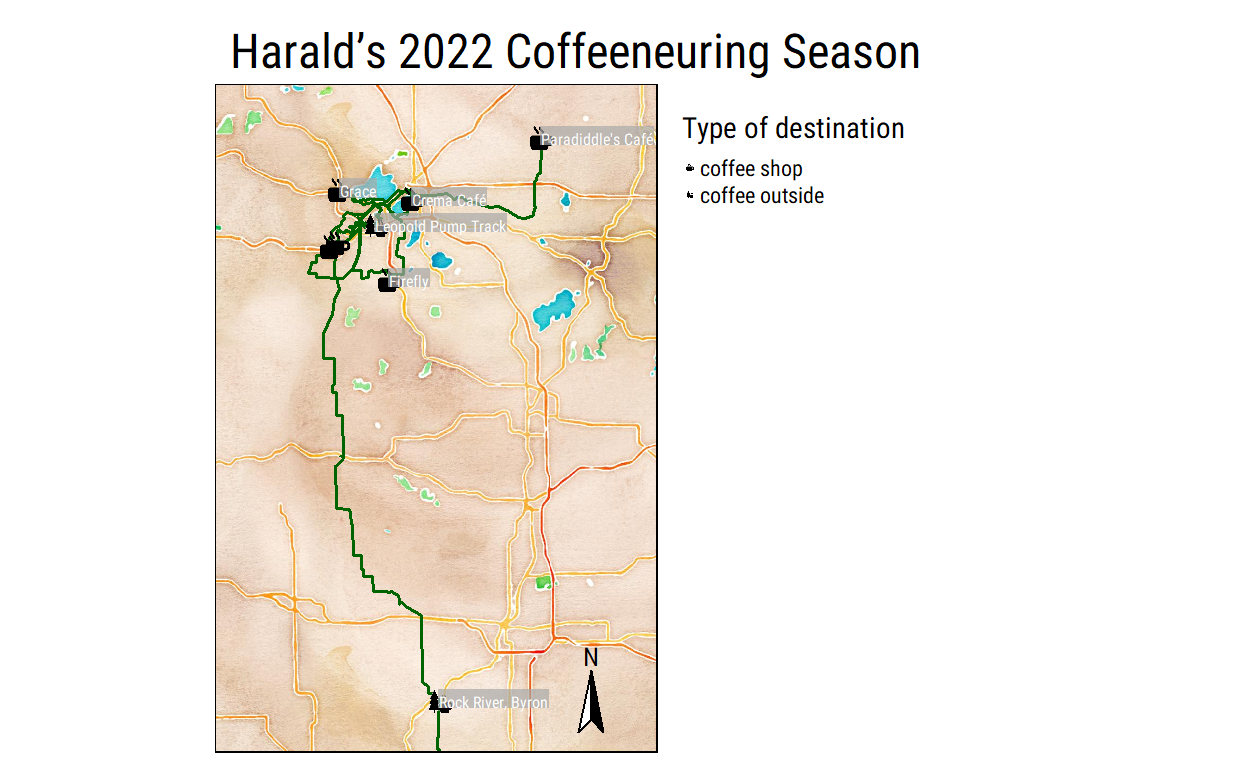 Harald’s 2022 Coffeeneuring Season
Type of destination
coffee shop
coffee outside
Paradiddle's Café
Grace
Crema Café
Leopold Pump Track
Firefly
N
Rock River, Byron